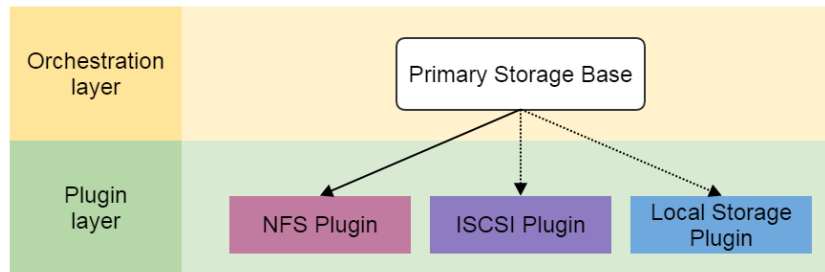 Orchestration
layer
Primary Storage Base
Plugin
layer
NFS Plugin
ISCSI Plugin
Local Storage
Plugin